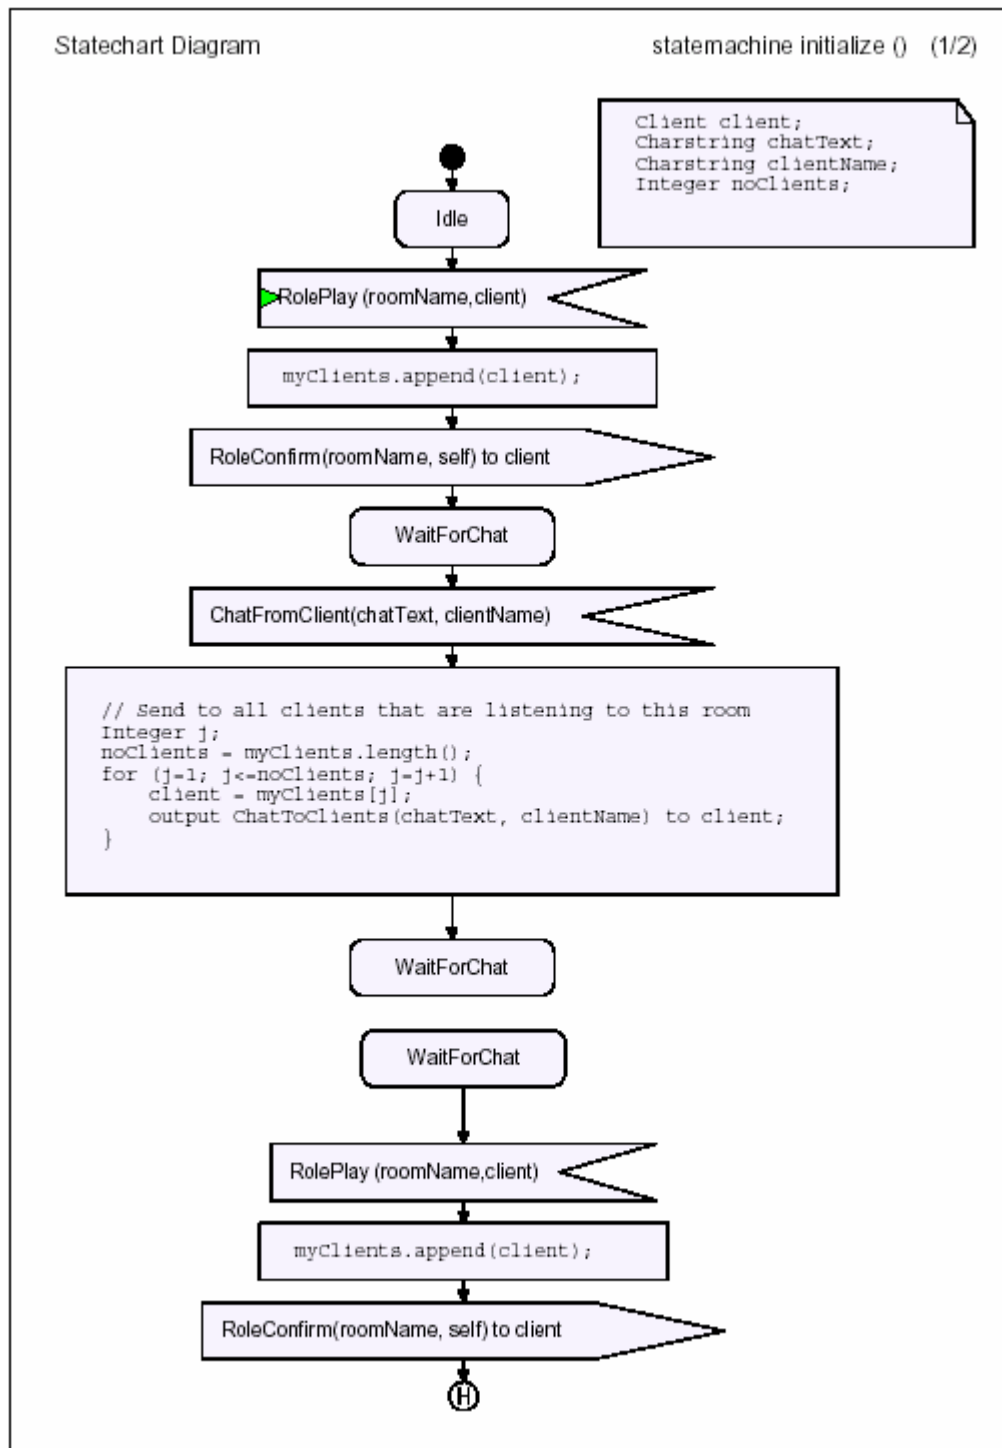 Statechart Diagram
statemachine initialize () (1/2)
Client client;
Charstring chatText;
Charstring clientName;
Integer noClients;
Idle
RolePlay (roomName,client)
myClients.append(client);
RoleConfirm(roomName, self) to client
WaitForChat
ChatFromClient(chatText, clientName)
// Send to all clients that are listening to this room
Integer j;
noClients = myClients.length();
for (j=1; j<=noClients; j=j+1) {
client = myClients[j];
output ChatToClients(chatText, clientName) to client;
}
WaitForChat
WaitForChat
RolePlay (roomName,client)
myClients.append(client);
RoleConfirm(roomName, self) to client
H